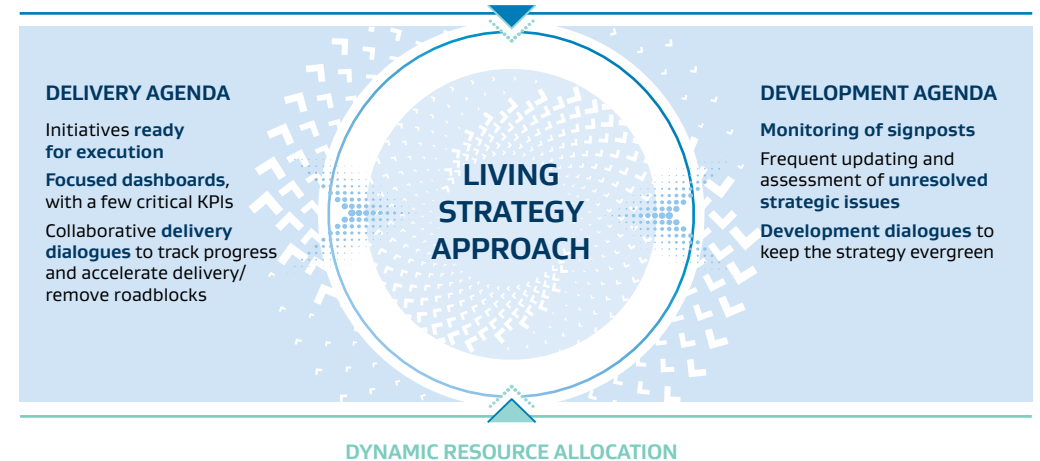 DELIVERY AGENDA
Initiatives ready
for execution
Focused dashboards,
with a few critical KPIs
Collaborative delivery
dialogues to track progress
and accelerate delivery/
remove roadblocks
LIVING
STRATEGY
APPROACH
DEVELOPMENT AGENDA
Monitoring of signposts
Frequent updating and
assessment of unresolved
strategic issues
Development dialogues to
keep the strategy evergreen
DYNAMIC RESOURCE ALLOCATION